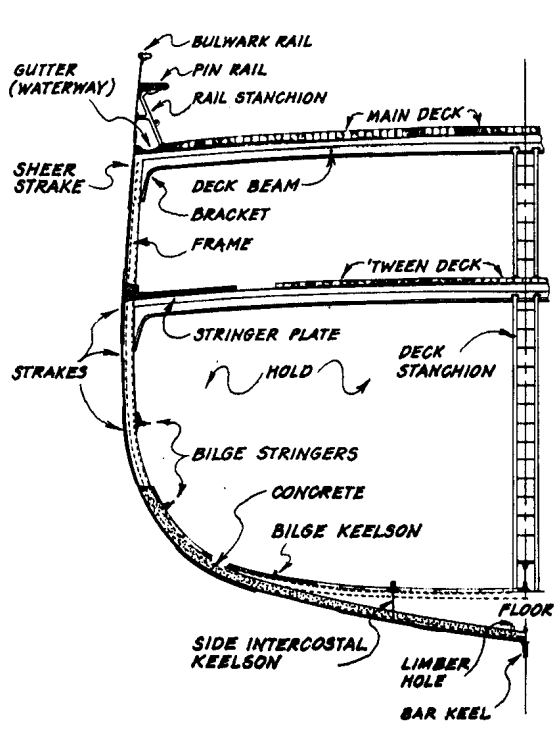 BULWARK RAIL
PIN RAIL
GUTTER
(WATERWAY)
RAIL STANCHION
MAIN DECK
SHEER
STRAKE
DECK BEAM
BRACKET
FRAME
'TWEEN DECK
STRINGER PLATE
DECK
STANCHION
STRAKES
HOLD
BILGE STRINGERS
CONCRETE
BILGE KEELSON
FLOOR
SIDE INTERCOSTAL
KEELSON
LIMBER
HOLE
BAR KEEL